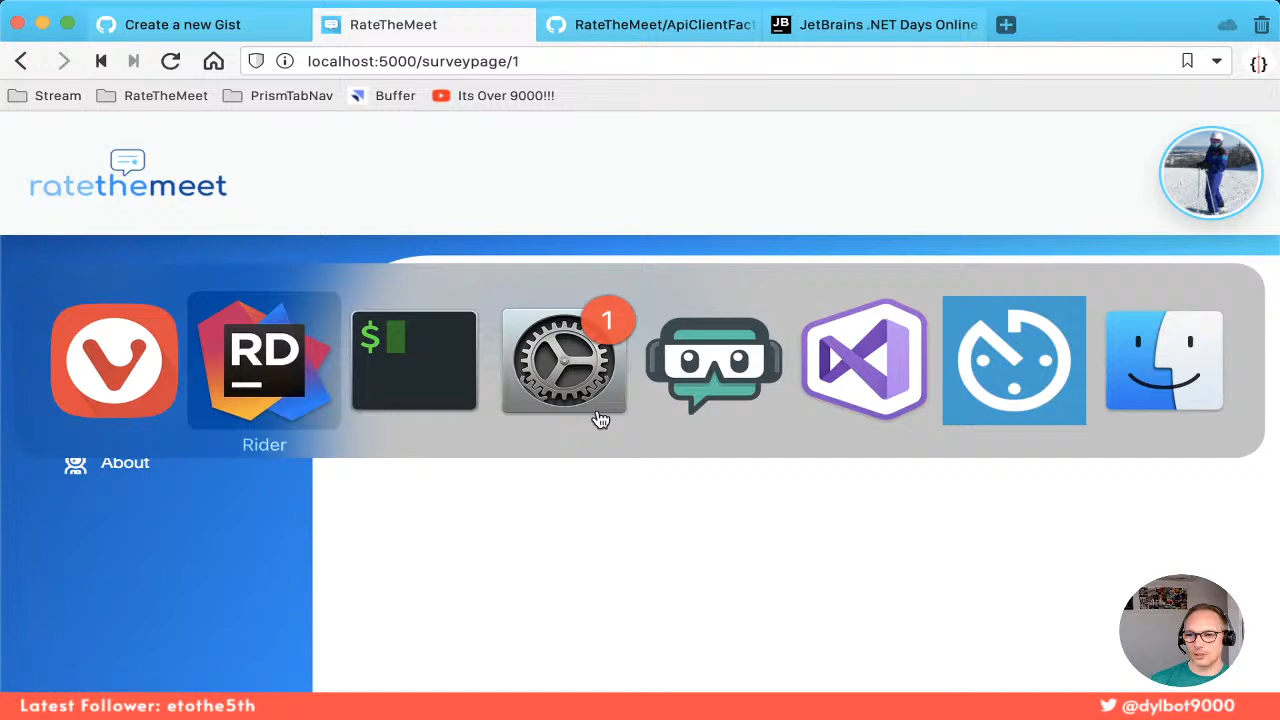 Create a new Gist
RateTheMeet
RateTheMeet/ApiClientFact
JB
JetBrains .NET Days Online
localhost:5000/surveypage/1
Stream
RateTheMeet
PrismTabNav
Buffer
Its Over 9000!!!
ratethemeet
RD
$
1
Rider
About
Latest Follower: etothe5th
@dylbot9000